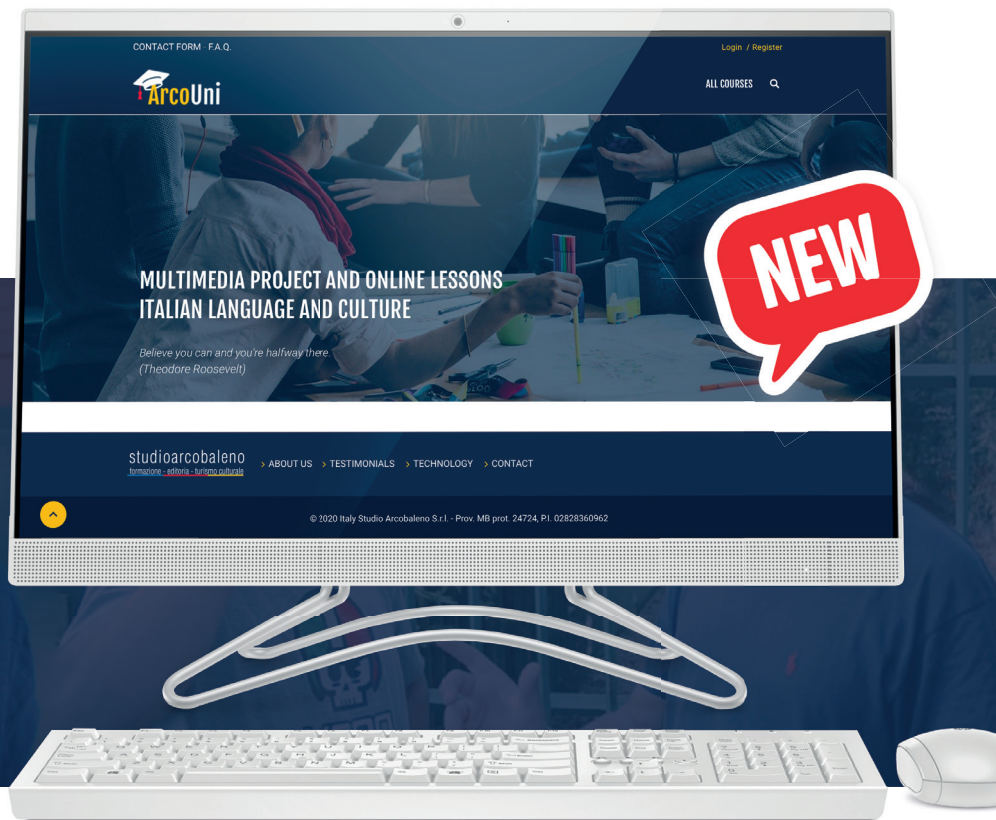 CONTACT FORM - F.A.Q.
Login / Register
ArcoUni
ALL COURSES
NEW
MULTIMEDIA PROJECT AND ONLINE LESSONS
ITALIAN LANGUAGE AND CULTURE
Believe you can and you're halfway there.
(Theodore Roosevelt)
studioarcobaleno
formazione - editoria - turismo culturale
> ABOUT US > TESTIMONIALS > TECHNOLOGY > CONTACT
© 2020 Italy Studio Arcobaleno S.r.l. - Prov. MB prot. 24724, P.I. 02828360962